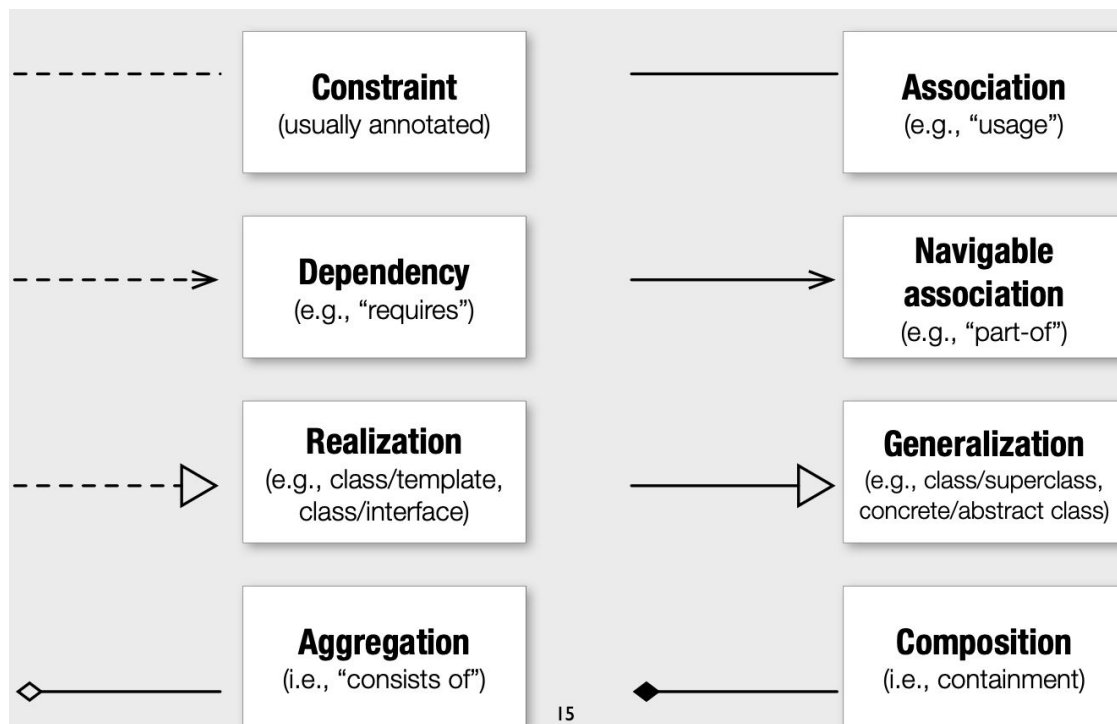 Constraint
(usually annotated)
Association
(e.g., “usage”)
Dependency
(e.g., “requires”)
Navigable
association
(e.g., “part-of”)
Realization
(e.g., class/template,
class/interface)
Generalization
(e.g., class/superclass,
concrete/abstract class)
Aggregation
(i.e., “consists of”)
Composition
(i.e., containment)
15